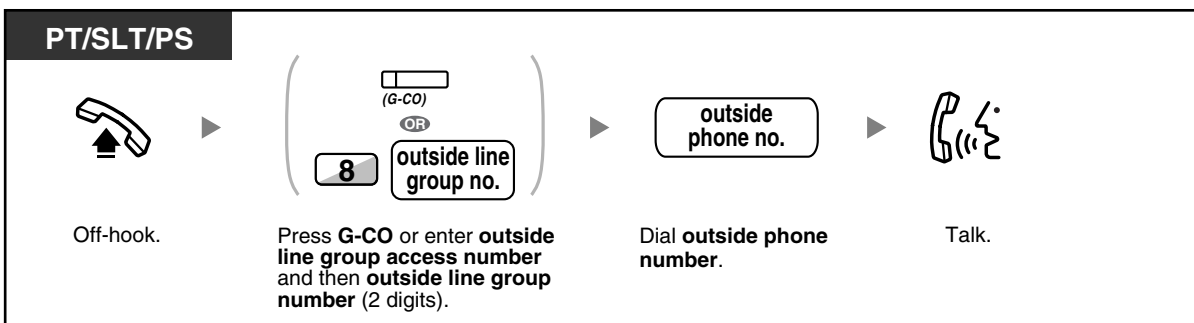 PT/SLT/PS
(G-CO)
OR
8
outside line
group no.
outside
phone no.
Off-hook.
Press G-CO or enter outside
line group access number
and then outside line group
number (2 digits).
Dial outside phone
number.
Talk.